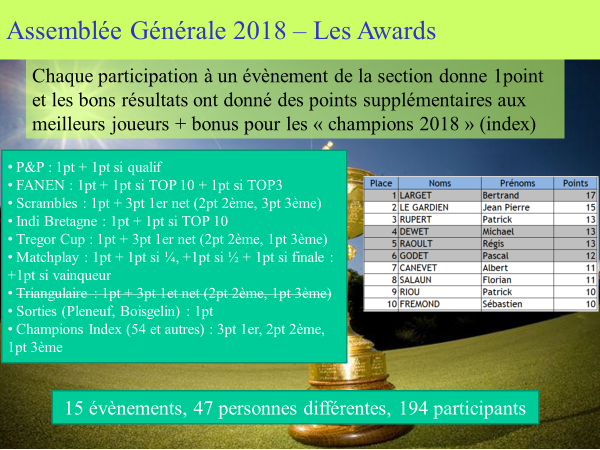 Assemblée Générale 2018 – Les Awards
Chaque participation à un évènement de la section donne 1point
et les bons résultats ont donné des points supplémentaires aux
meilleurs joueurs + bonus pour les « champions 2018 » (index)
• P&P : 1pt + 1pt si qualif
• FANEN : 1pt + 1pt si TOP 10 + 1pt si TOP3
• Scrambles : 1pt + 3pt 1er net (2pt 2ème, 3pt 3ème)
• Indi Bretagne : 1pt + 1pt si TOP 10
• Tregor Cup : 1pt + 3pt 1er net (2pt 2ème, 1pt 3ème)
• Matchplay : 1pt + 1pt si ¼, +1pt si ½ + 1pt si finale :
+1pt si vainqueur
• Triangulaire : 1pt + 3pt 1et net (2pt 2ème, 1pt 3ème)
• Sorties (Pleneuf, Boisgelin) : 1pt
• Champions Index (54 et autres) : 3pt 1er, 2pt 2ème,
1pt 3ème
Place Noms Prénoms Points
1 LARGET Bertrand 17
2 LE GARDIEN Jean Pierre 15
3 RUPERT Patrick 13
4 DEWET Michael 13
5 RAOULT Régis 13
6 GODET Pascal 12
7 CANEVET Albert 11
8 SALAUN Florian 11
9 RIOU Patrick 10
10 FREMOND Sébastien 10
15 évènements, 47 personnes différentes, 194 participants